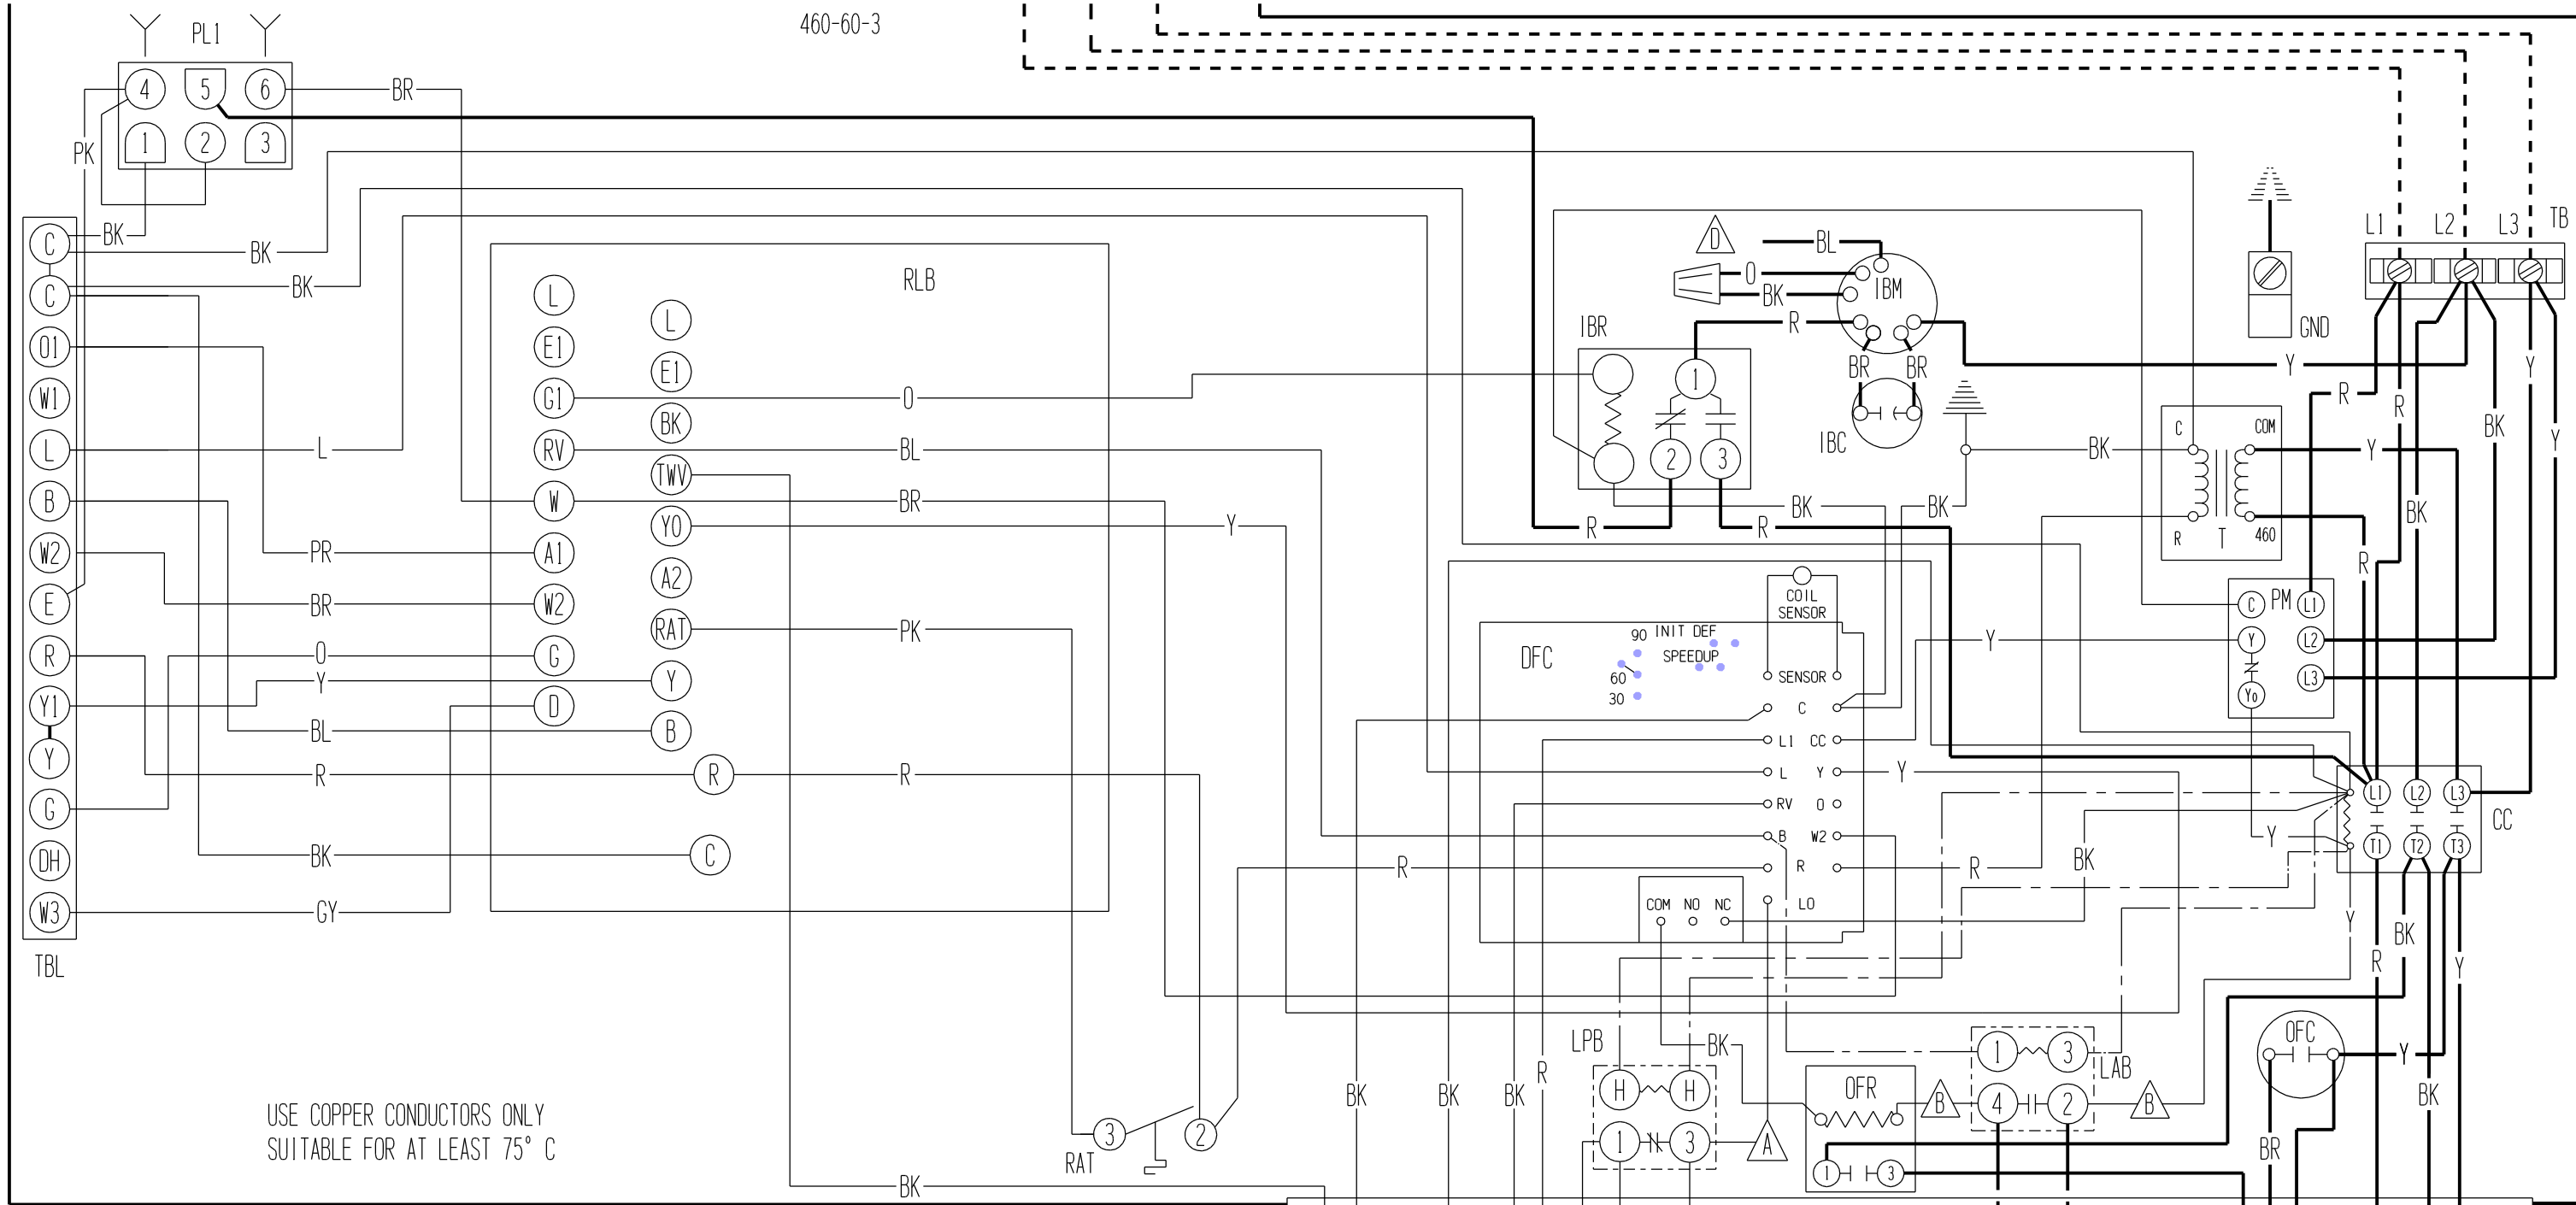 460-60-3
PL1
4 5 6
BR
1 2 3
PK
BK
BK
BK
L1 L2 L3 TB
C
C
O1
W1
L
B
W2
E
R
Y1
Y
G
DH
W3
TBL
L
PR
BR
O
Y
BL
R
BK
GY
RLB
L
E1
G1
RV
W
A1
W2
G
D
L
E1
BK
TWV
Y0
A2
RAT
Y
B
R
C
O
BL
BR
Y
PK
R
BK
R
RAT
3 2
USE COPPER CONDUCTORS ONLY
SUITABLE FOR AT LEAST 75° C
D
BL
O
BK
IBM
R
IBR
1
2 3
BR BR
IBC
Y
R
R
BK
BK
BK
R
GND
R
R
BK
BK
Y
Y
C COM
Y
R T 460
R
PM
C L1
Y L2
Y0 L3
Y
COIL
SENSOR
DFC
90 INIT DEF
SPEEDUP
60
30
SENSOR
C
L1 CC
L Y
RV O
B W2
R
LO
COM NO NC
Y
R
BK
Y
L1 L2 L3
T1 T2 T3
CC
Y
R
BK
Y
BK
BK
BK
R
LPB
H H
1 3
A
BK
OFR
1 3
B
1 3
4 2
LAB
B
OFC
Y
BR
BK